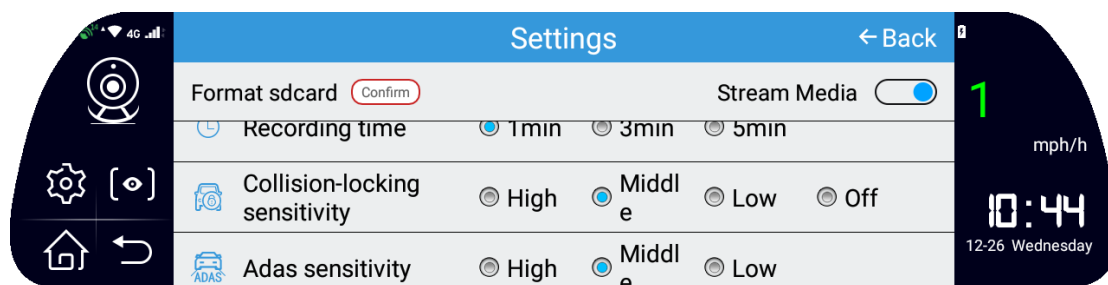 14
4G
Settings
←Back
Format sdcard Confirm Stream Media
Recording time 1min 3min 5min
Collision-locking
sensitivity
High Middl
e
Low Off
ADAS
Adas sensitivity High Middl
e
Low
1
mph/h
10:44
12-26 Wednesday